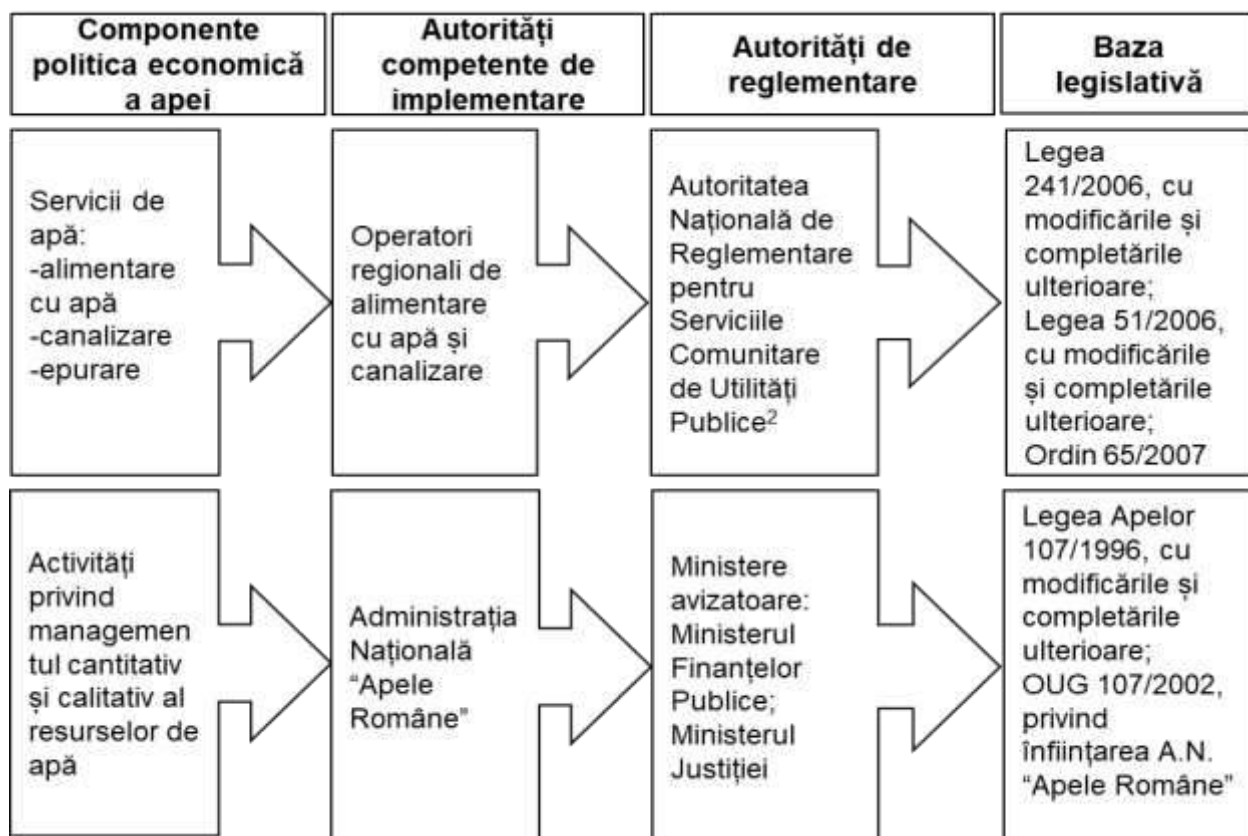 Componente
politica economică
a apei
Autorități
competente de
implementare
Autorități de
reglementare
Baza
legislativă
Servicii de
apă:
-alimentare
cu apă
-canalizare
-epurare
Operatori
regionali de
alimentare
cu apă și
canalizare
Autoritatea
Națională de
Reglementare
pentru
Serviciile
Comunitare
de Utilități
Publice²
Legea
241/2006, cu
modificările și
completările
ulterioare;
Legea 51/2006,
cu modificările
și completările
ulterioare;
Ordin 65/2007
Activități
privind
managemen
tul cantitativ
și calitativ al
resurselor de
apă
Administrația
Națională
“Apele
Române”
Ministere
avizatoare:
Ministerul
Finanțelor
Publice;
Ministerul
Justiției
Legea Apelor
107/1996, cu
modificările și
completările
ulterioare;
OUG 107/2002,
privind
înființarea A.N.
“Apele Române”